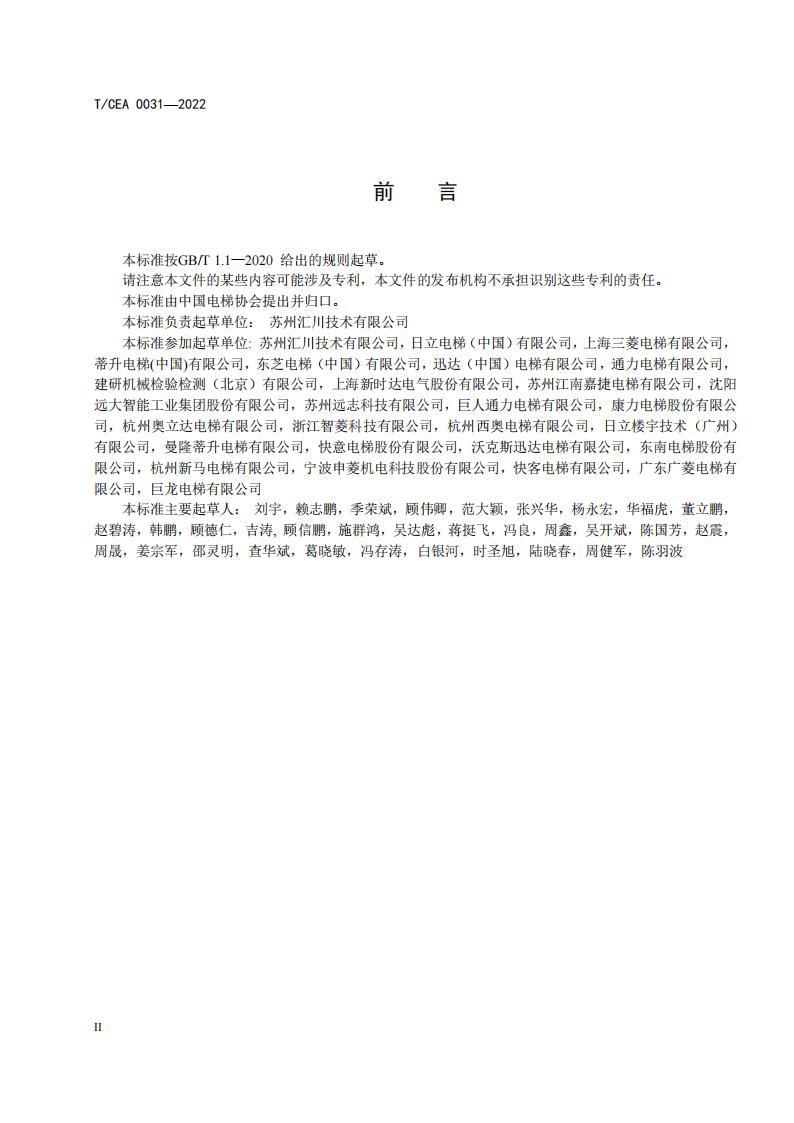 T/CEA 0031—2022
前 言
本标准按GB/T 1.1—2020 给出的规则起草。
请注意本文件的某些内容可能涉及专利，本文件的发布机构不承担识别这些专利的责任。
本标准由中国电梯协会提出并归口。
本标准负责起草单位： 苏州汇川技术有限公司
本标准参加起草单位: 苏州汇川技术有限公司，日立电梯（中国）有限公司，上海三菱电梯有限公司，
蒂升电梯(中国)有限公司，东芝电梯（中国）有限公司，迅达（中国）电梯有限公司，通力电梯有限公司，
建研机械检验检测（北京）有限公司，上海新时达电气股份有限公司，苏州江南嘉捷电梯有限公司，沈阳
远大智能工业集团股份有限公司，苏州远志科技有限公司，巨人通力电梯有限公司，康力电梯股份有限公
司，杭州奥立达电梯有限公司，浙江智菱科技有限公司，杭州西奥电梯有限公司，日立楼宇技术（广州）
有限公司，曼隆蒂升电梯有限公司，快意电梯股份有限公司，沃克斯迅达电梯有限公司，东南电梯股份有
限公司，杭州新马电梯有限公司，宁波申菱机电科技股份有限公司，快客电梯有限公司，广东广菱电梯有
限公司，巨龙电梯有限公司
本标准主要起草人： 刘宇，赖志鹏，季荣斌，顾伟卿，范大颖，张兴华，杨永宏，华福虎，董立鹏，
赵碧涛，韩鹏，顾德仁，吉涛, 顾信鹏，施群鸿，吴达彪，蒋挺飞，冯良，周鑫，吴开斌，陈国芳，赵震，
周晟，姜宗军，邵灵明，查华斌，葛晓敏，冯存涛，白银河，时圣旭，陆晓春，周健军，陈羽波
II